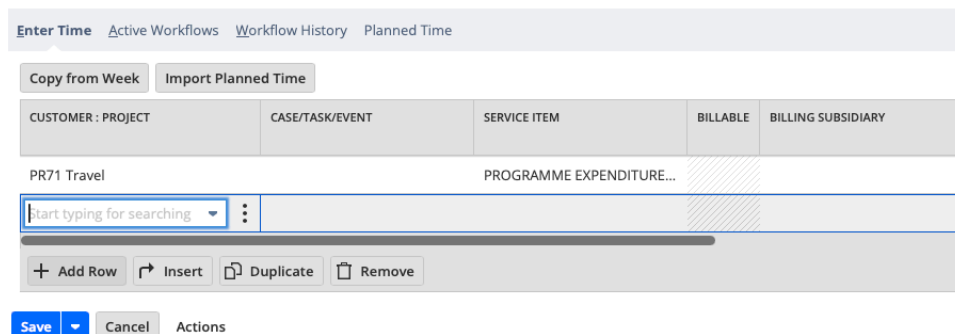 Enter Time Active Workflows Workflow History Planned Time
Copy from Week Import Planned Time
CUSTOMER : PROJECT CASE/TASK/EVENT SERVICE ITEM BILLABLE BILLING SUBSIDIARY
PR71 Travel PROGRAMME EXPENDITURE...
Start typing for searching
Add Row Insert Duplicate Remove
Save Cancel Actions